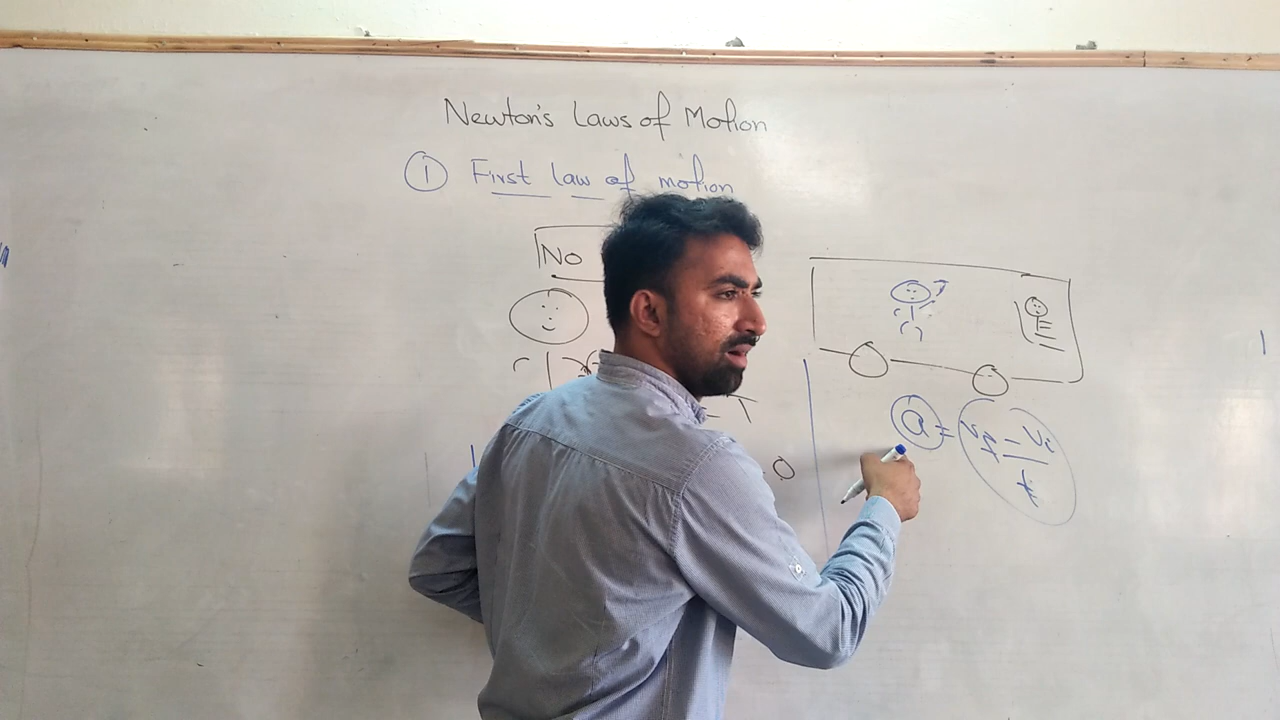 Newton's Laws of Motion
① First law of motion
No
a = vf - vi
t